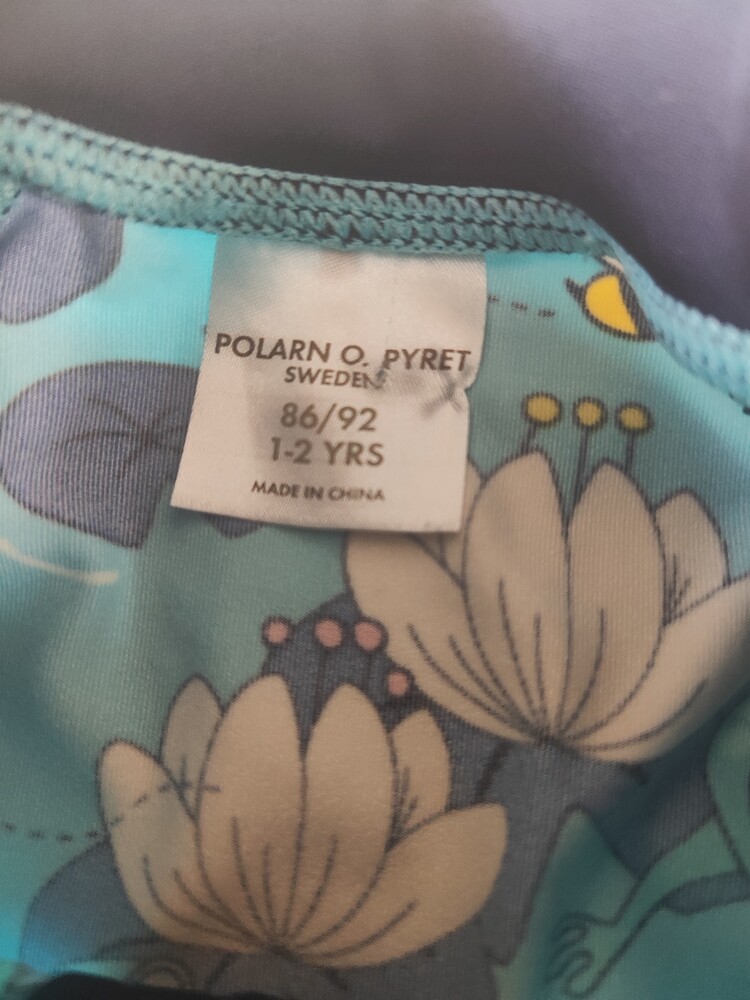 POLARN O. PYRET
SWEDEN
86/92
1-2 YRS
MADE IN CHINA